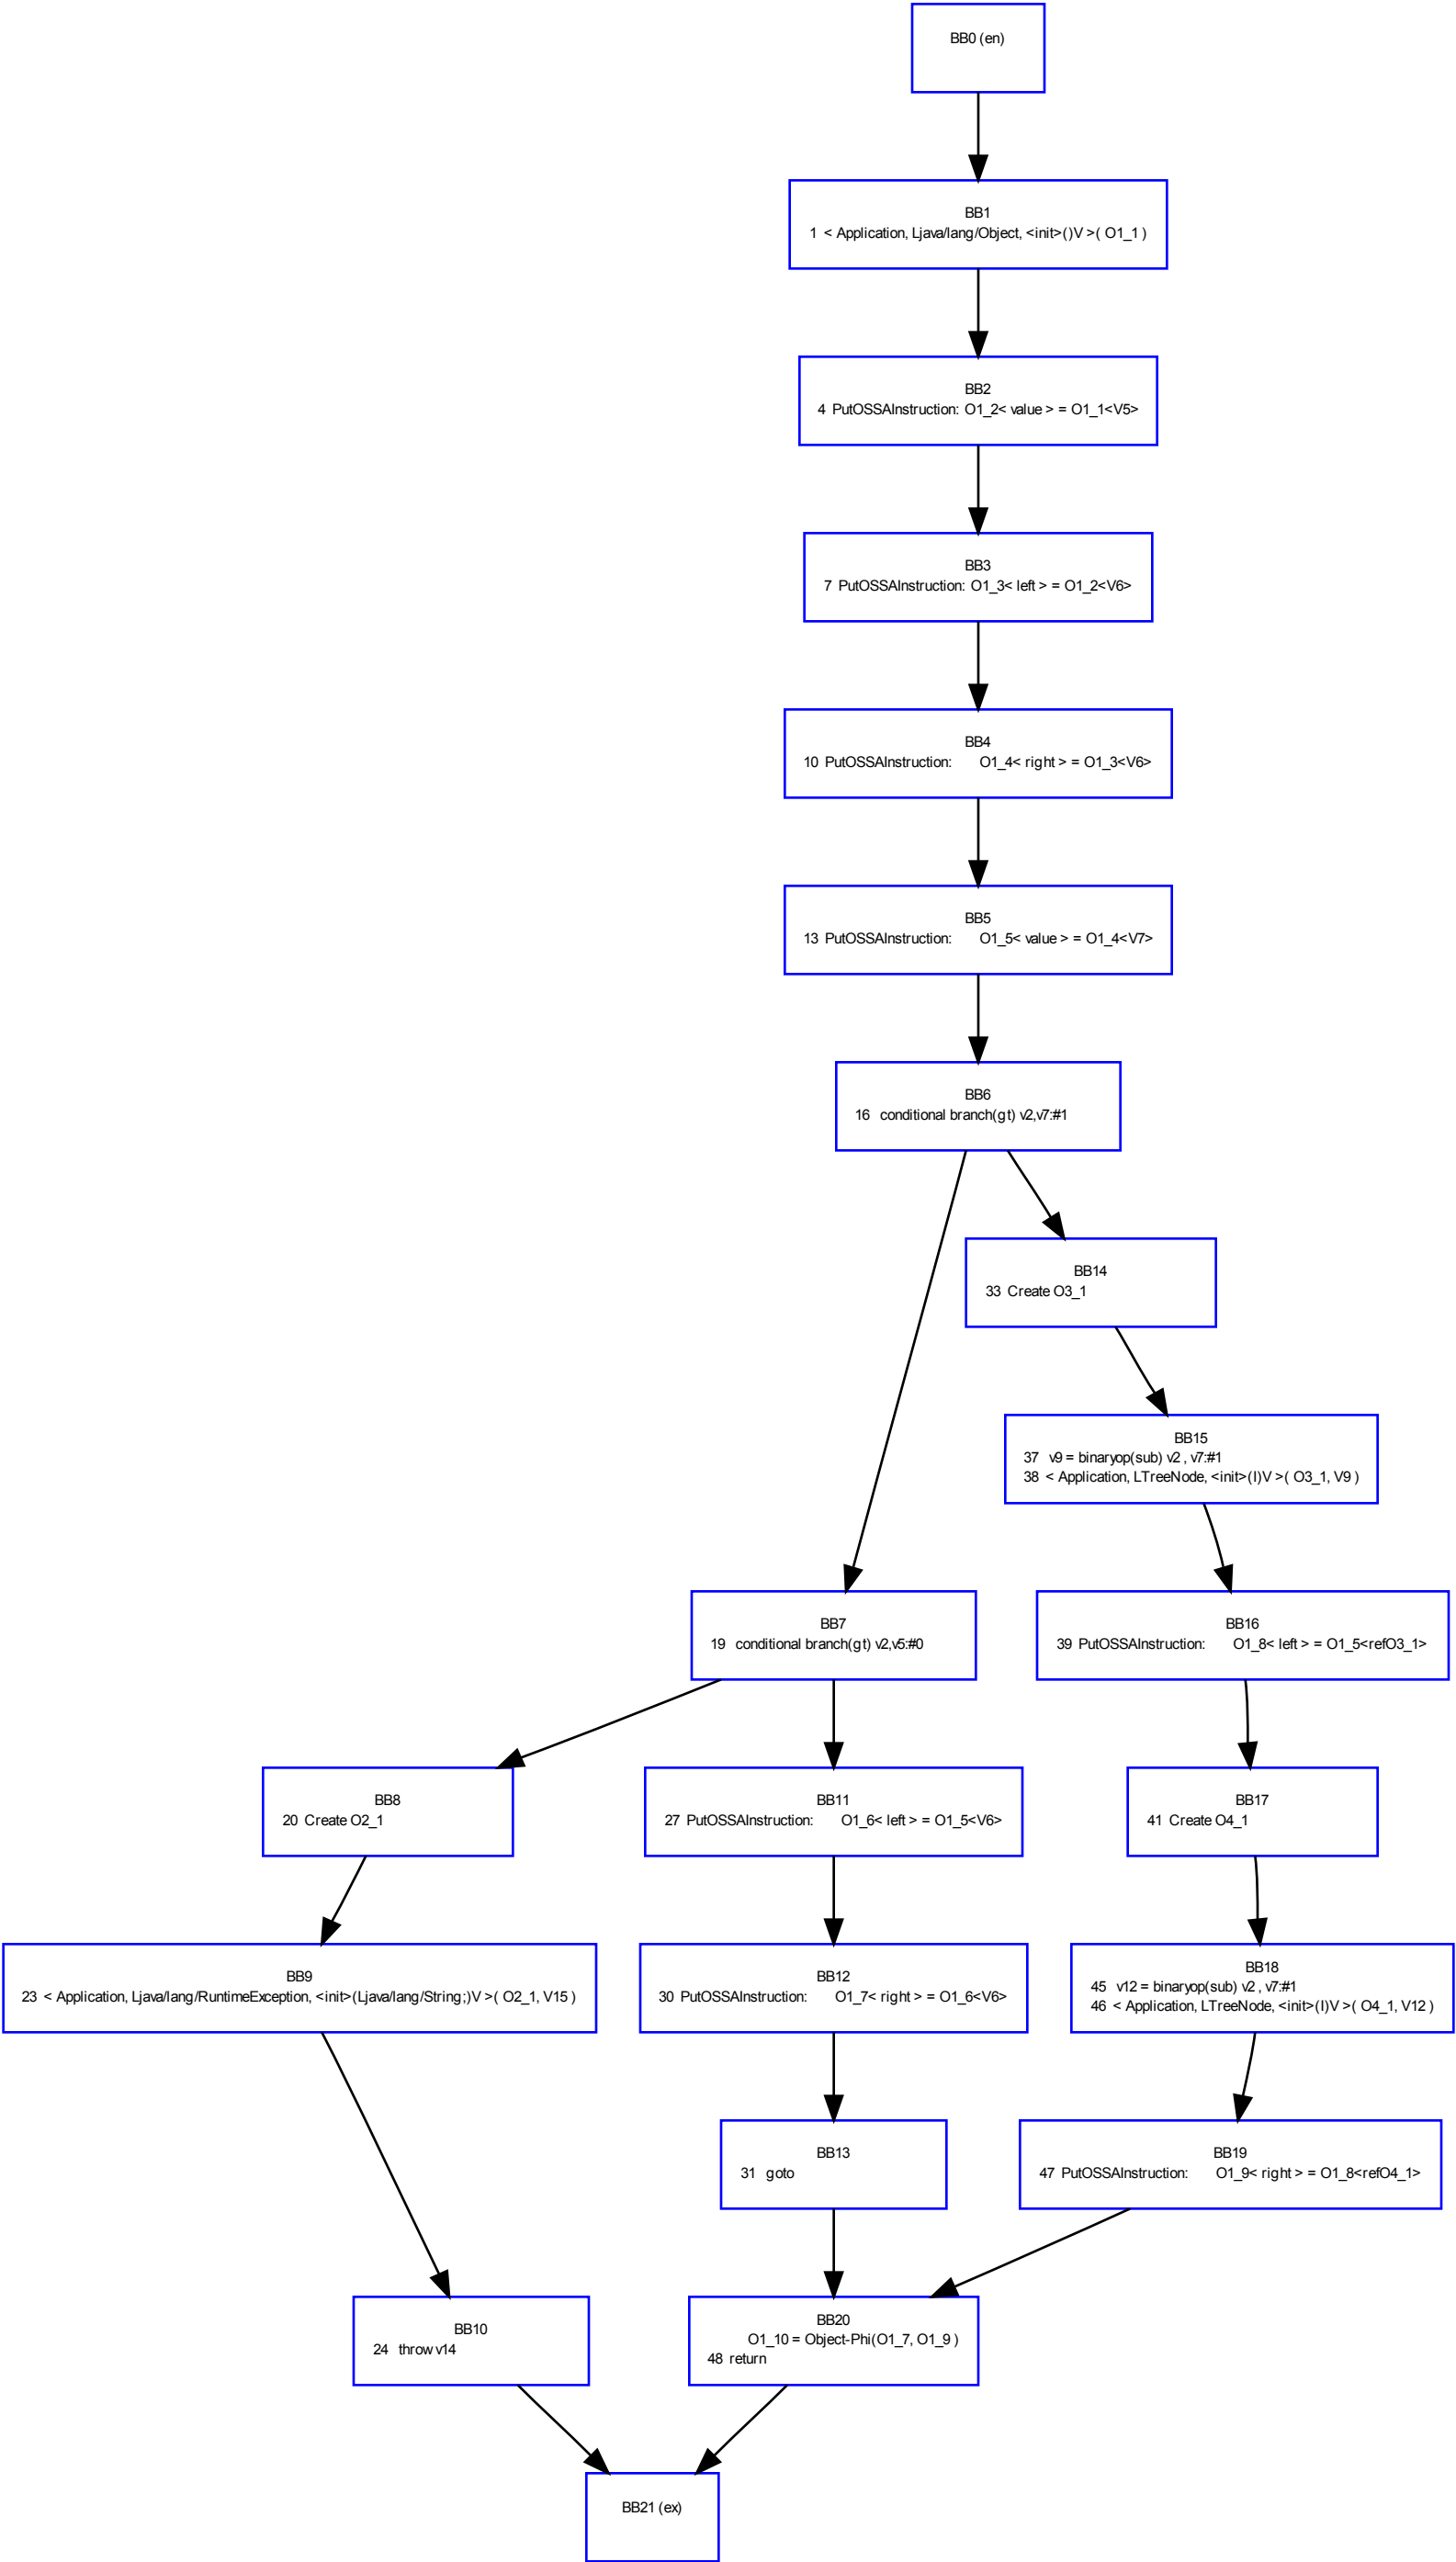 BB0 (en)
BB1
1 < Application, Ljava/lang/Object, <init>()V >( O1_1 )
BB2
4 PutOSSAInstruction: O1_2< value > = O1_1<V5>
BB3
7 PutOSSAInstruction: O1_3< left > = O1_2<V6>
BB4
10 PutOSSAInstruction: O1_4< right > = O1_3<V6>
BB5
13 PutOSSAInstruction: O1_5< value > = O1_4<V7>
BB6
16 conditional branch(gt) v2,v7:#1
BB14
33 Create O3_1
BB15
37 v9 = binaryop(sub) v2 , v7:#1
38 < Application, LTreeNode, <init>(I)V >( O3_1, V9 )
BB7
19 conditional branch(gt) v2,v5:#0
BB16
39 PutOSSAInstruction: O1_8< left > = O1_5<refO3_1>
BB8
20 Create O2_1
BB11
27 PutOSSAInstruction: O1_6< left > = O1_5<V6>
BB17
41 Create O4_1
BB9
23 < Application, Ljava/lang/RuntimeException, <init>(Ljava/lang/String;)V >( O2_1, V15 )
BB12
30 PutOSSAInstruction: O1_7< right > = O1_6<V6>
BB18
45 v12 = binaryop(sub) v2 , v7:#1
46 < Application, LTreeNode, <init>(I)V >( O4_1, V12 )
BB13
31 goto
BB19
47 PutOSSAInstruction: O1_9< right > = O1_8<refO4_1>
BB10
24 throw v14
BB20
O1_10 = Object-Phi(O1_7, O1_9 )
48 return
BB21 (ex)